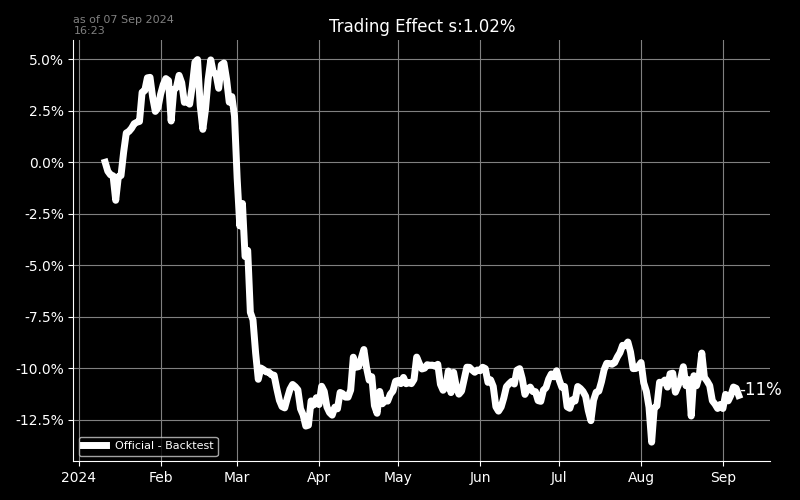 as of 07 Sep 2024
16:23
Trading Effect s:1.02%
5.0%
2.5%
0.0%
-2.5%
-5.0%
-7.5%
-10.0%
-12.5%
-11%
Official - Backtest
2024 Feb Mar Apr May Jun Jul Aug Sep